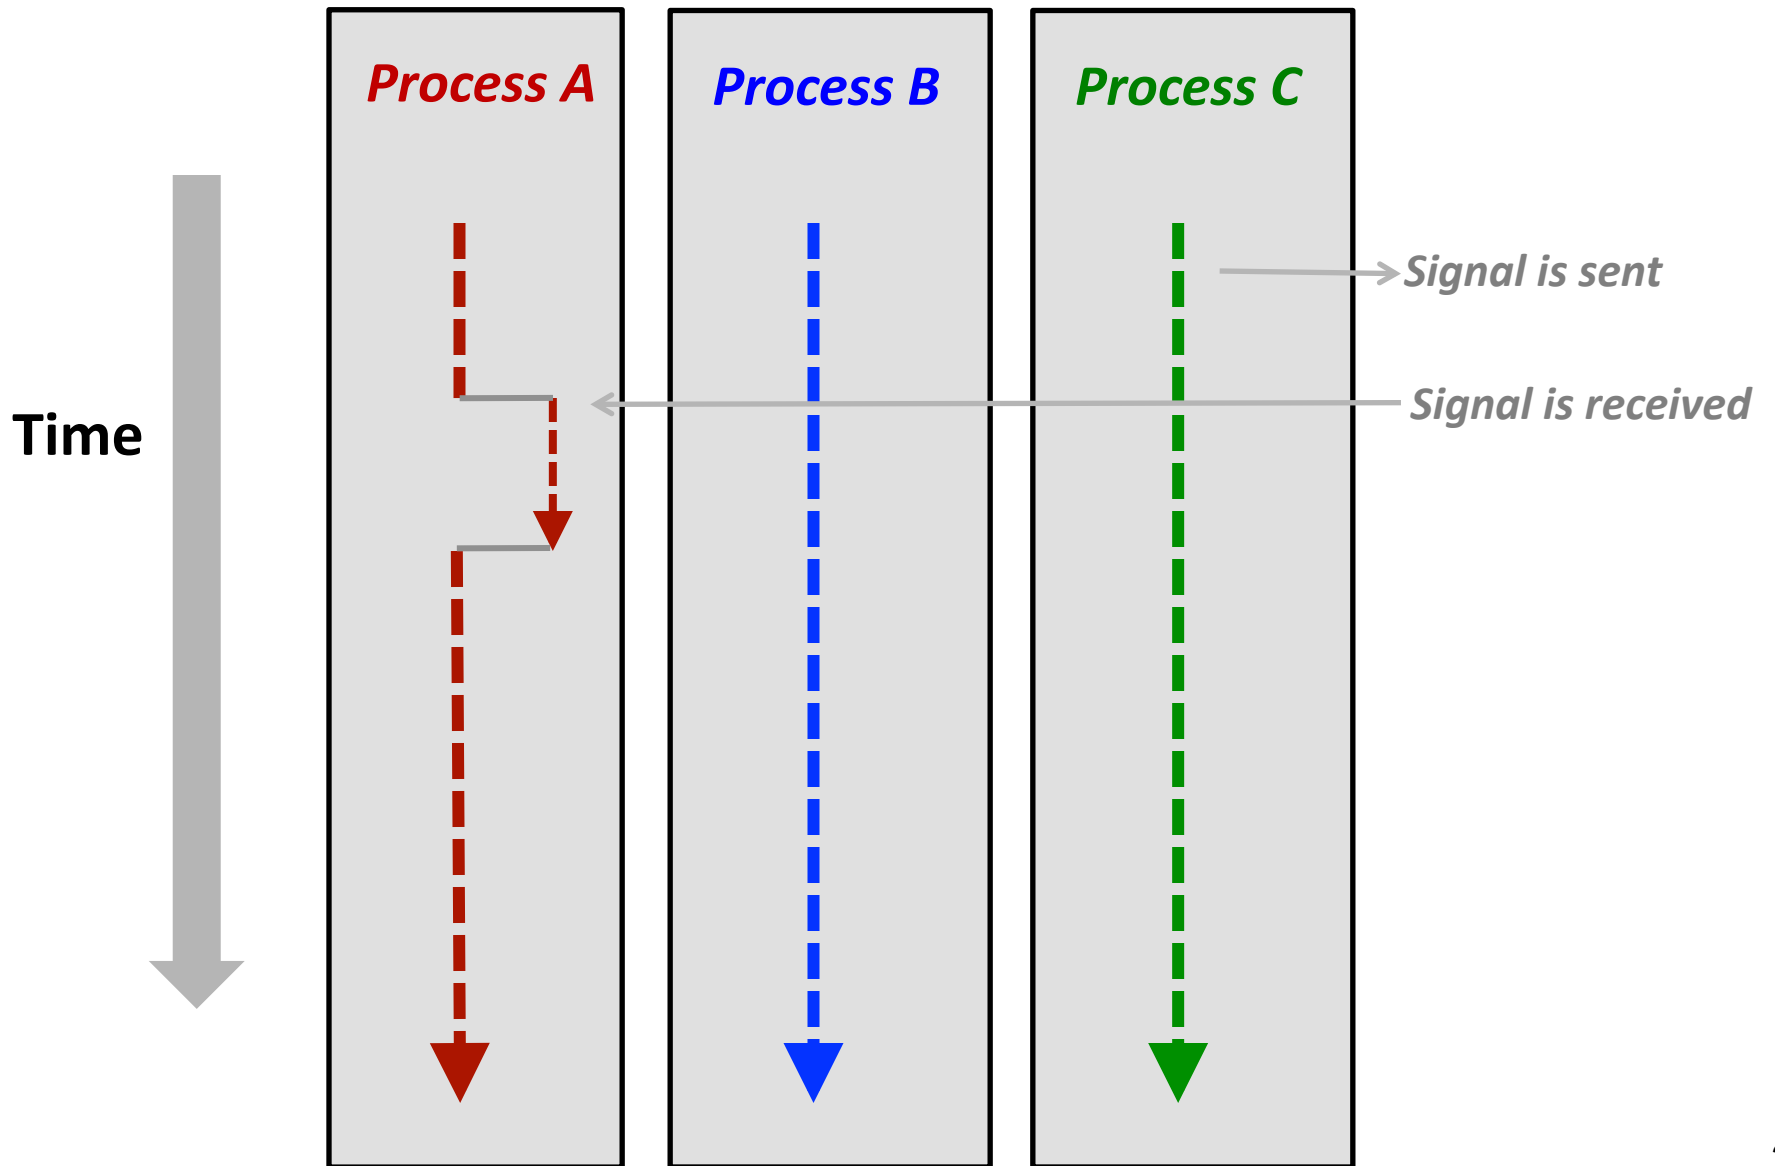 Process A
Process B
Process C
Signal is sent
Signal is received
Time